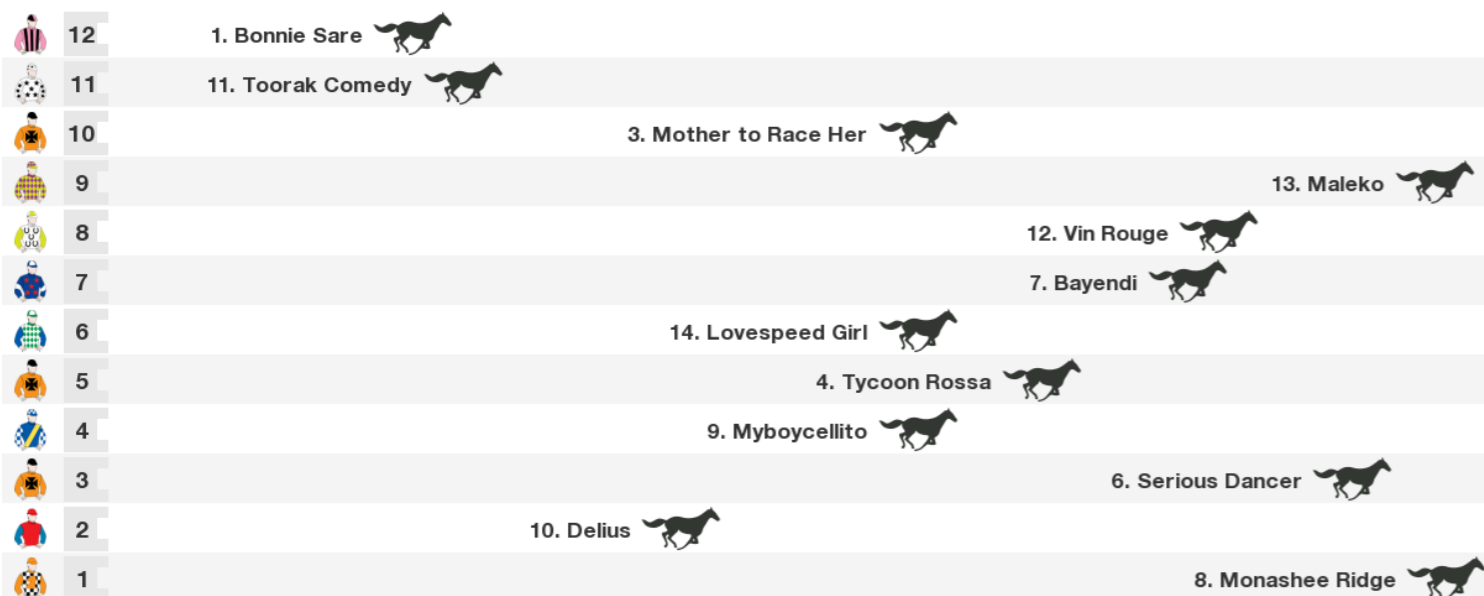 12 1. Bonnie Sare
11 11. Toorak Comedy
10 3. Mother to Race Her
9 13. Maleko
8 12. Vin Rouge
7 7. Bayendi
6 14. Lovespeed Girl
5 4. Tycoon Rossa
4 9. Myboycellito
3 6. Serious Dancer
2 10. Delius
1 8. Monashee Ridge